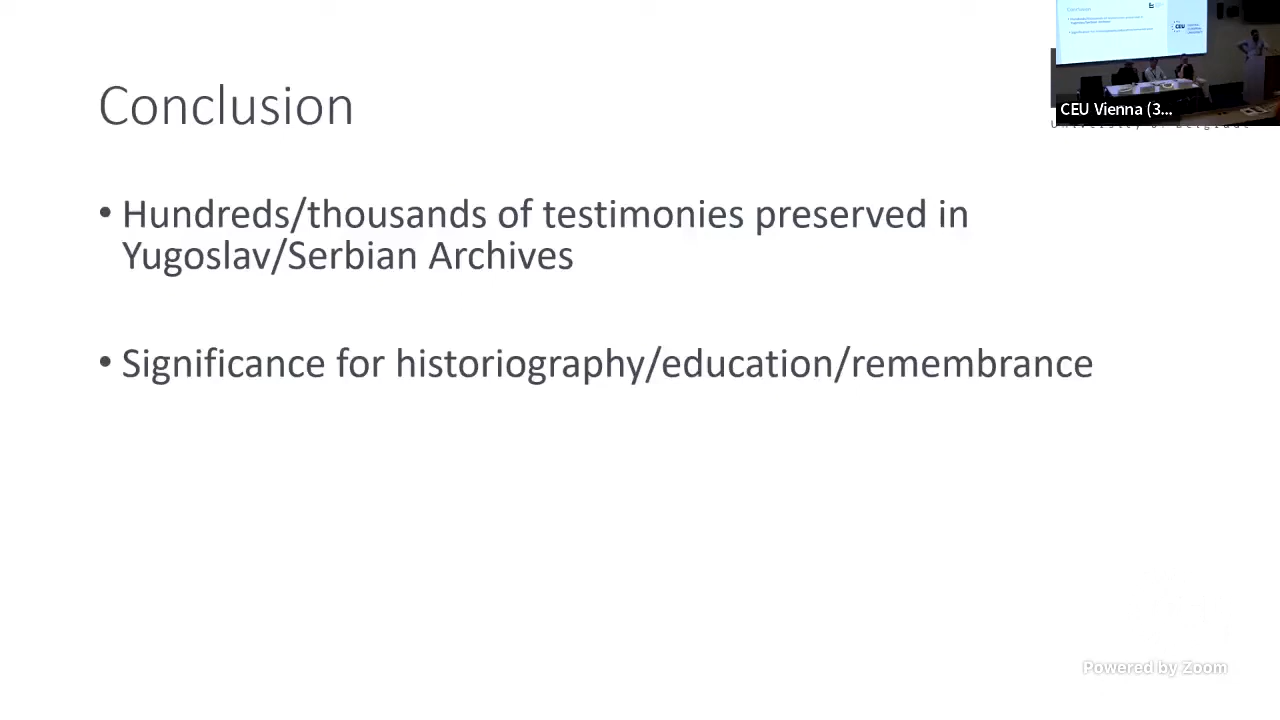 Conclusion
• Hundreds/thousands of testimonies preserved in
Yugoslav/Serbian Archives
• Significance for historiography/education/remembrance
CEU Vienna (3...
CEU
Powered by Zoom